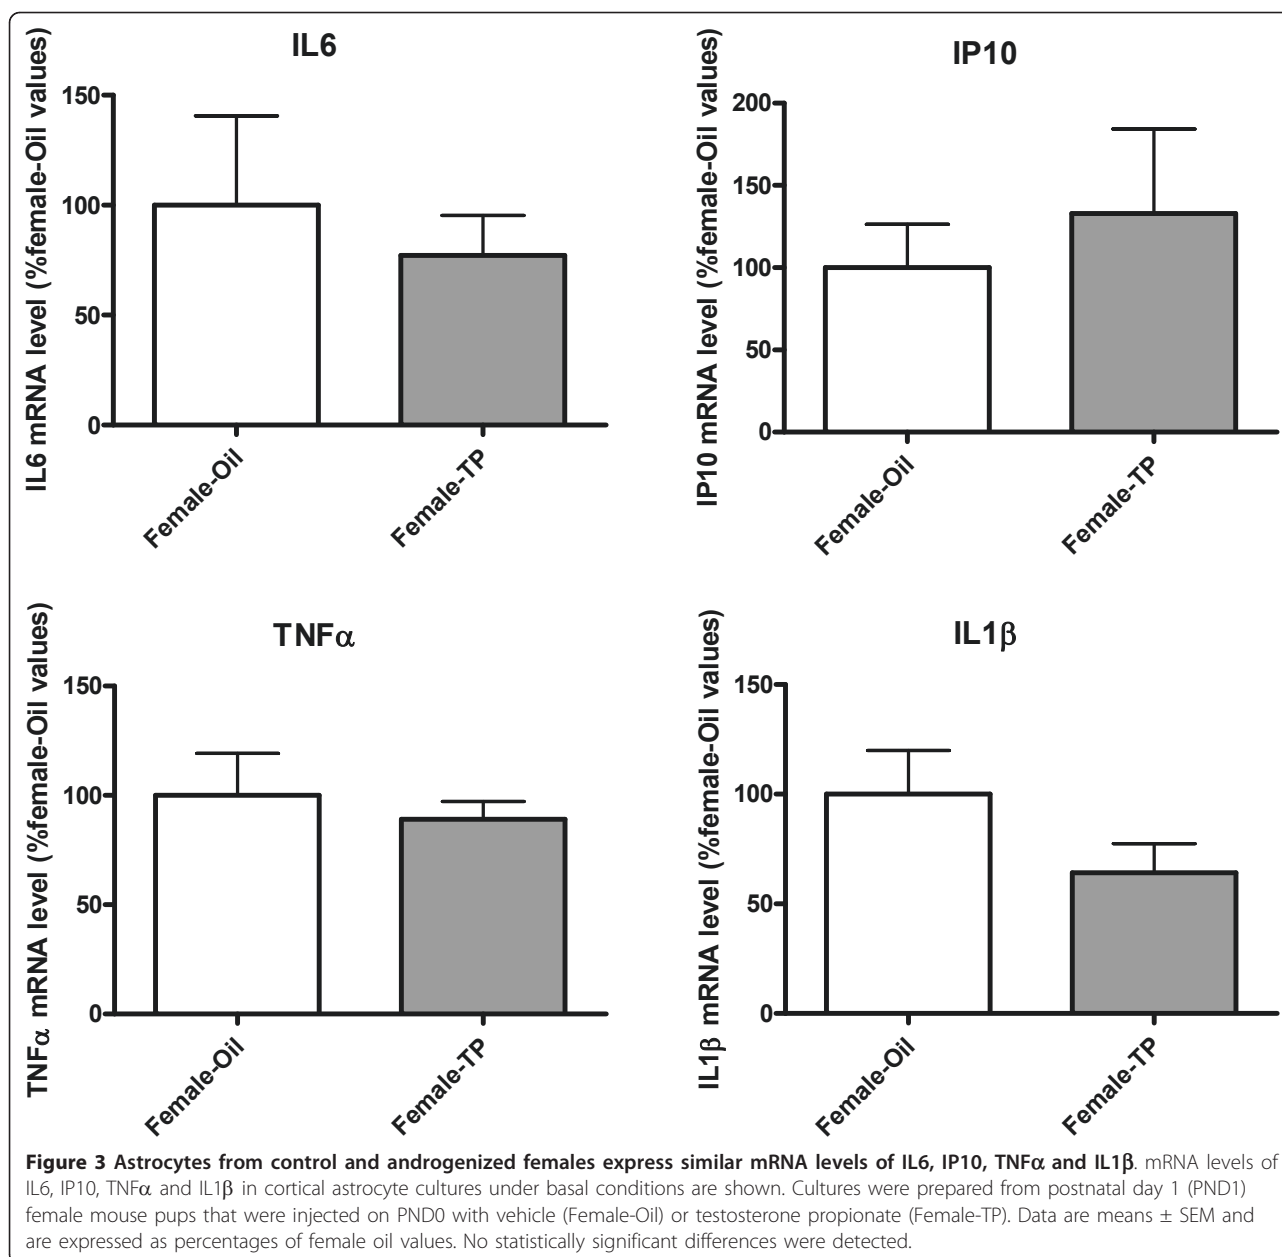 IL6
IL6 mRNA level (%female-Oil values)
150
100
50
0
Female-Oil
Female-TP
IP10
IP10 mRNA level (%female-Oil values)
200
150
100
50
0
Female-Oil
Female-TP
TNFα
TNFα mRNA level (%female-Oil values)
150
100
50
0
Female-Oil
Female-TP
IL1β
IL1β mRNA level (%female-Oil values)
150
100
50
0
Female-Oil
Female-TP
Figure 3 Astrocytes from control and androgenized females express similar mRNA levels of IL6, IP10, TNFα and IL1β. mRNA levels of
IL6, IP10, TNFα and IL1β in cortical astrocyte cultures under basal conditions are shown. Cultures were prepared from postnatal day 1 (PND1)
female mouse pups that were injected on PND0 with vehicle (Female-Oil) or testosterone propionate (Female-TP). Data are means ± SEM and
are expressed as percentages of female oil values. No statistically significant differences were detected.